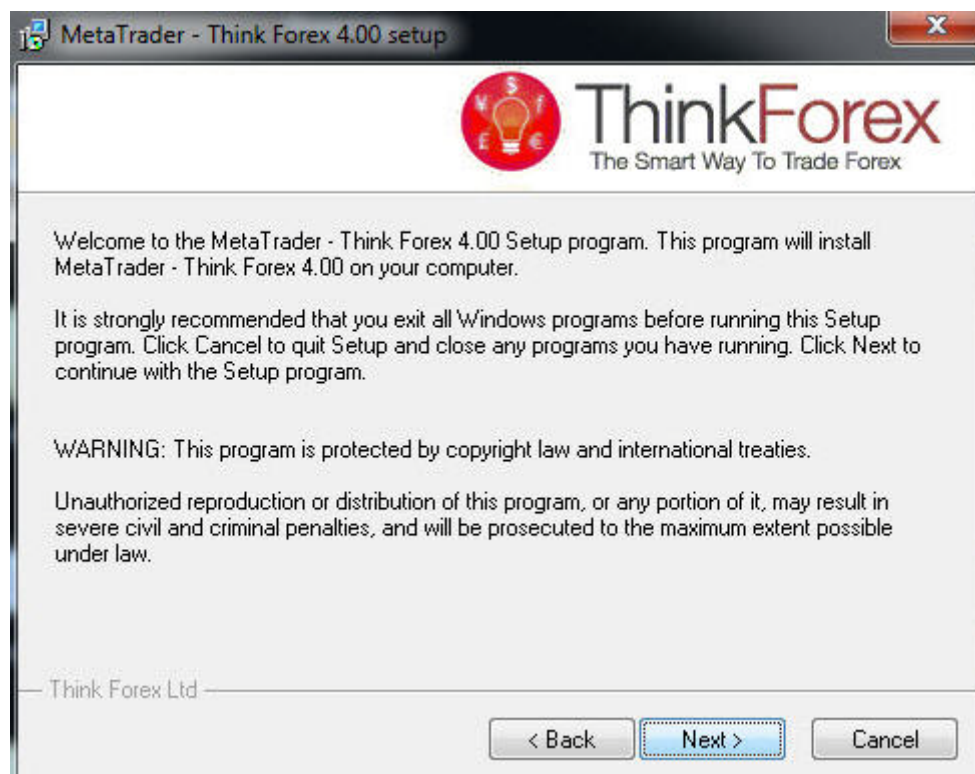 MetaTrader - Think Forex 4.00 setup
ThinkForex
The Smart Way To Trade Forex
Welcome to the MetaTrader - Think Forex 4.00 Setup program. This program will install
MetaTrader - Think Forex 4.00 on your computer.
It is strongly recommended that you exit all Windows programs before running this Setup
program. Click Cancel to quit Setup and close any programs you have running. Click Next to
continue with the Setup program.
WARNING: This program is protected by copyright law and international treaties.
Unauthorized reproduction or distribution of this program, or any portion of it, may result in
severe civil and criminal penalties, and will be prosecuted to the maximum extent possible
under law.
Think Forex Ltd
< Back Next > Cancel